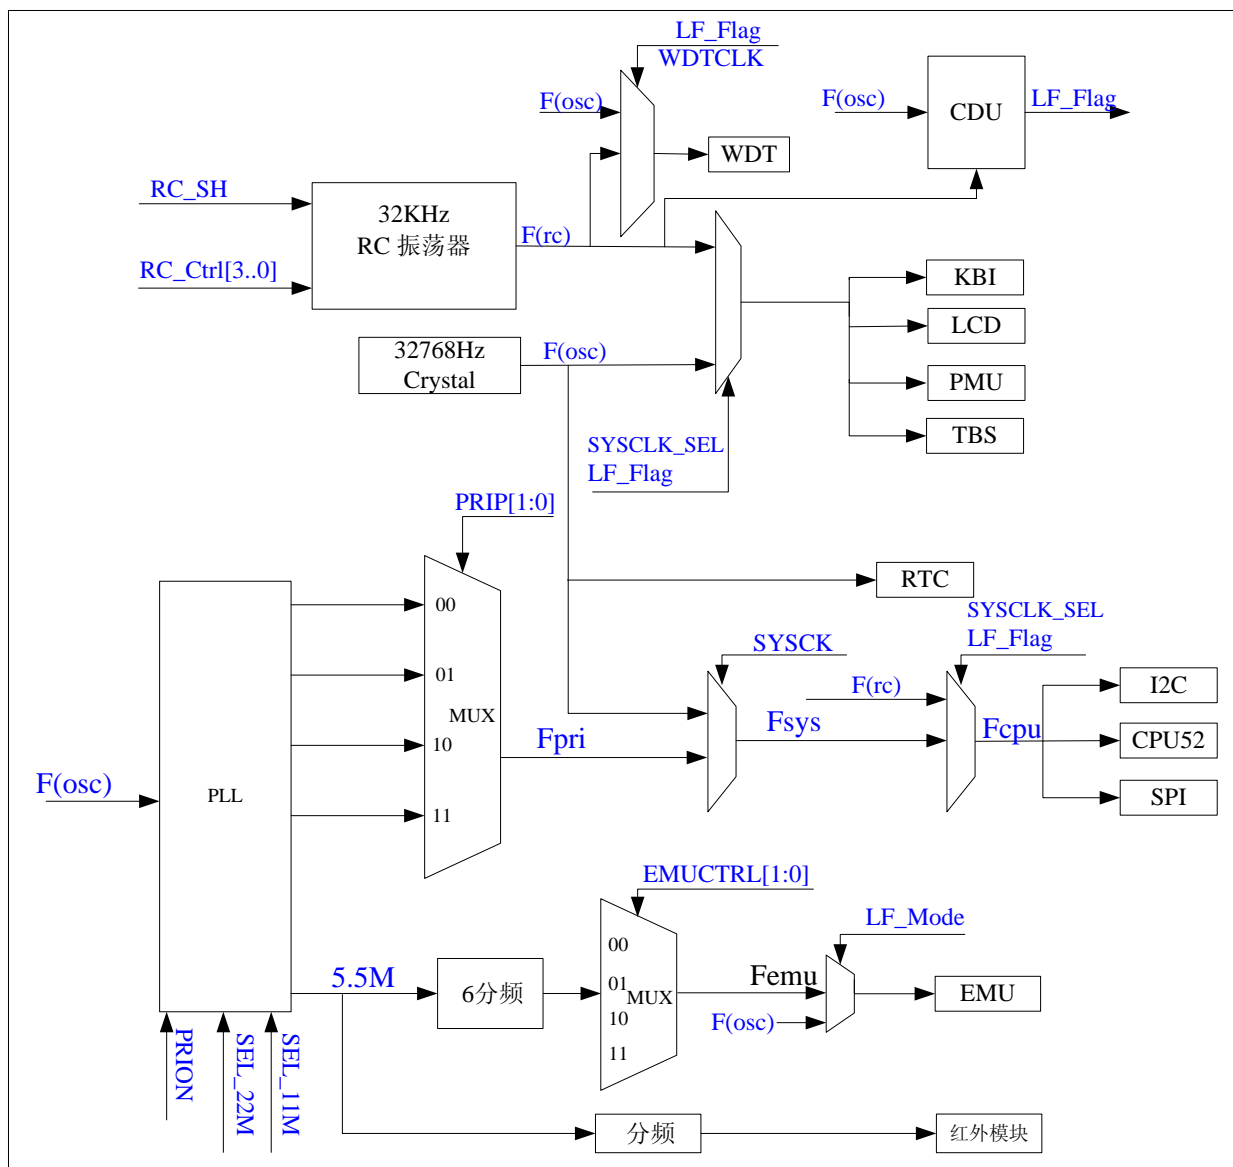 LF_Flag
WDTCLK
F(osc)
F(osc)
CDU
LF_Flag
WDT
RC_SH
32KHz
RC 振荡器
F(rc)
RC_Ctrl[3..0]
KBI
LCD
32768Hz
Crystal
F(osc)
PMU
TBS
SYSCLK_SEL
LF_Flag
PRIP[1:0]
RTC
00
SYSCLK_SEL
LF_Flag
SYSCK
01
F(rc)
I2C
MUX
Fpri
Fsys
Fcpu
CPU52
10
F(osc)
PLL
SPI
11
EMUCTRL[1:0]
LF_Mode
00
5.5M
6分频
01
MUX
Femu
EMU
10
F(osc)
11
PRION
SEL_22M
SEL_11M
分频
红外模块